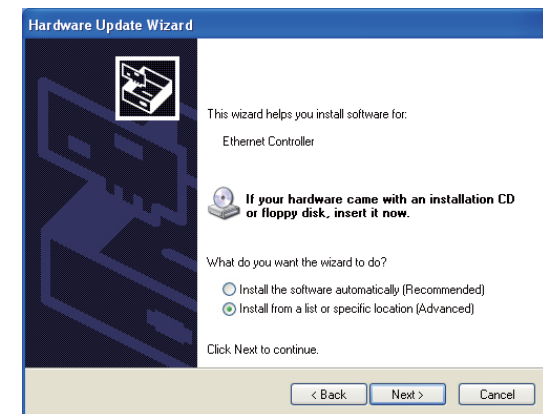 Hardware Update Wizard
This wizard helps you install software for:
Ethernet Controller
If your hardware came with an installation CD
or floppy disk, insert it now.
What do you want the wizard to do?
Install the software automatically (Recommended)
Install from a list or specific location (Advanced)
Click Next to continue.
< Back Next > Cancel